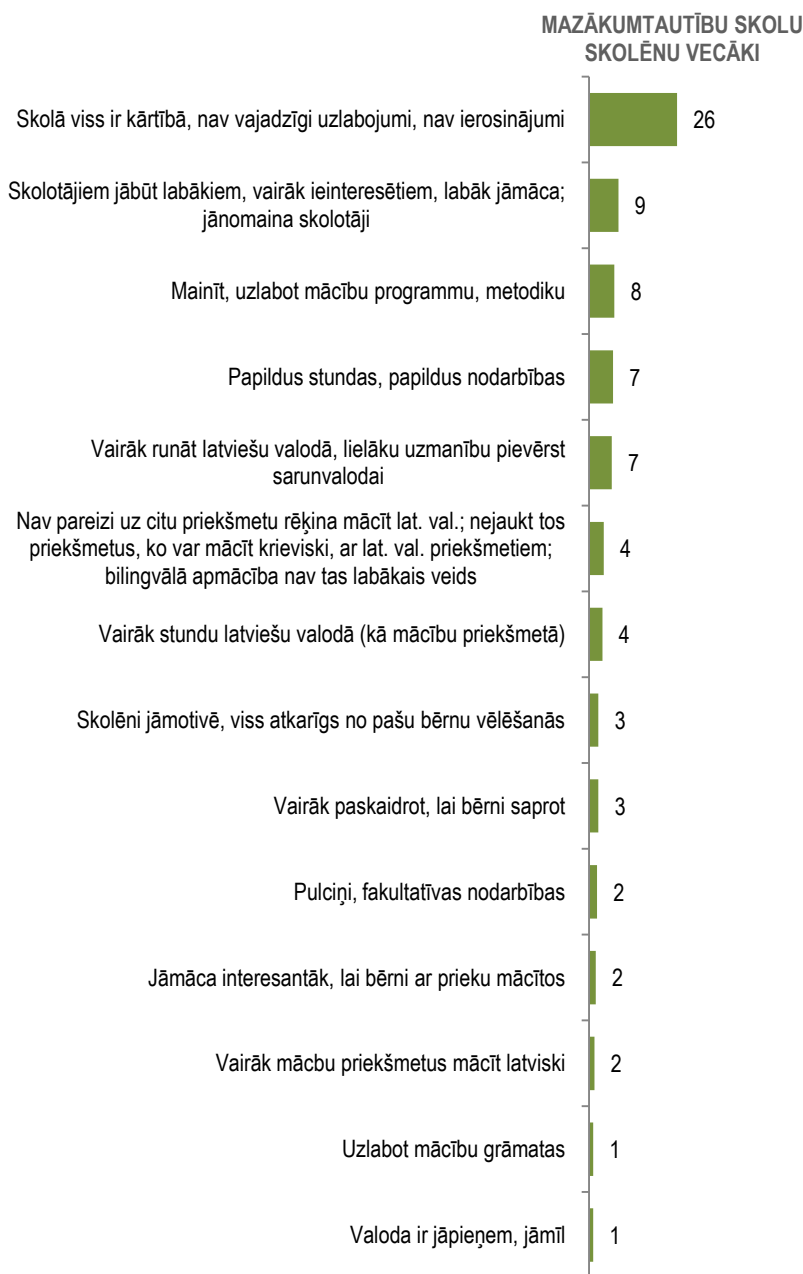 MAZĀKUMTAUTĪBU SKOLU
SKOLĒNU VECĀKI
Skolā viss ir kārtībā, nav vajadzīgi uzlabojumi, nav ierosinājumi
26
Skolotājiem jābūt labākiem, vairāk ieinteresētiem, labāk jāmāca;
jānomaina skolotāji
9
Mainīt, uzlabot mācību programmu, metodiku
8
Papildus stundas, papildus nodarbības
7
Vairāk runāt latviešu valodā, lielāku uzmanību pievērst
sarunvalodai
7
Nav pareizi uz citu priekšmetu rēķina mācīt lat. val.; nejaukt tos
priekšmetus, ko var mācīt krieviski, ar lat. val. priekšmetiem;
bilingvālā apmācība nav tas labākais veids
4
Vairāk stundu latviešu valodā (kā mācību priekšmetā)
4
Skolēni jāmotivē, viss atkarīgs no pašu bērnu vēlēšanās
3
Vairāk paskaidrot, lai bērni saprot
3
Pulciņi, fakultatīvas nodarbības
2
Jāmāca interesantāk, lai bērni ar prieku mācītos
2
Vairāk mācbu priekšmetus mācīt latviski
2
Uzlabot mācību grāmatas
1
Valoda ir jāpieņem, jāmīl
1